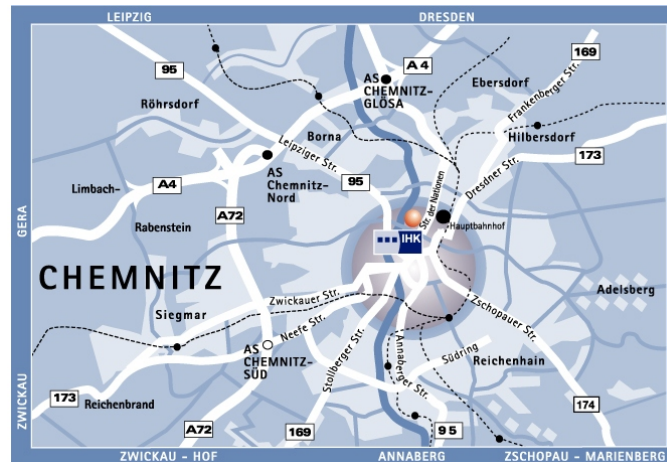 LEIPZIG
DRESDEN
169
95
A 4
AS
CHEMNITZ-
GLÖSA
Ebersdorf
Frankenberger Str.
Röhrsdorf
Borna
Hilbersdorf
Leipziger Str.
173
Dresdner Str.
AS
Chemnitz-
Nord
Limbach-
A4
95
Str. der Nationen
GERA
A72
Rabenstein
Hauptbahnhof
IHK
CHEMNITZ
Zwickauer Str.
Adelsberg
Siegmar
Neefe Str.
Zschopauer Str.
AS
CHEMNITZ-
SÜD
Stollberger Str.
Annaberger Str.
Südring
Reichenhain
ZWICKAU
173
Reichenbrand
A72
169
95
174
ZWICKAU - HOF
ANNABERG
ZSCHOPAU - MARIENBERG